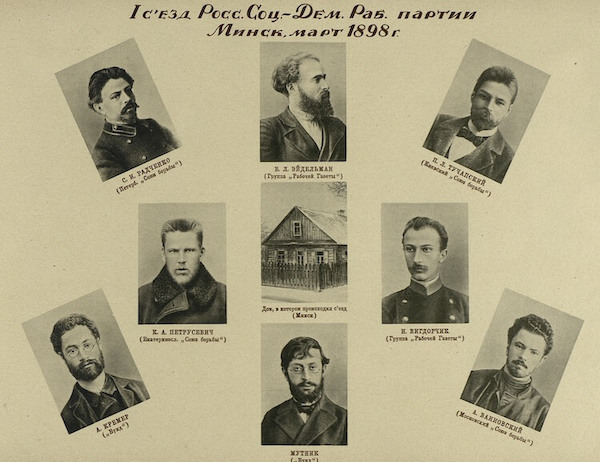 I С'ЕЗД РОСС. СОЦ.-ДЕМ. РАБ. ПАРТИИ
МИНСК, МАРТ 1898 г.
С. И. РАДЧЕНКО
(Петерб. „Союз борьбы“)
Б. Л. ЭЙДЕЛЬМАН
(Группа „Рабочей Газеты“)
П. Л. ТУЧАПСКИЙ
(Киевский „Союз борьбы“)
К. А. ПЕТРУСЕВИЧ
(Екатериносл. „Союз борьбы“)
Дом, в котором происходил с'езд
(Минск)
Н. ВИГДОРЧИК
(Группа „Рабочей Газеты“)
А. КРЕМЕР
(„Бунд“)
МУТНИК
(„Бунд“)
А. ВАННОВСКИЙ
(Московский „Союз борьбы“)